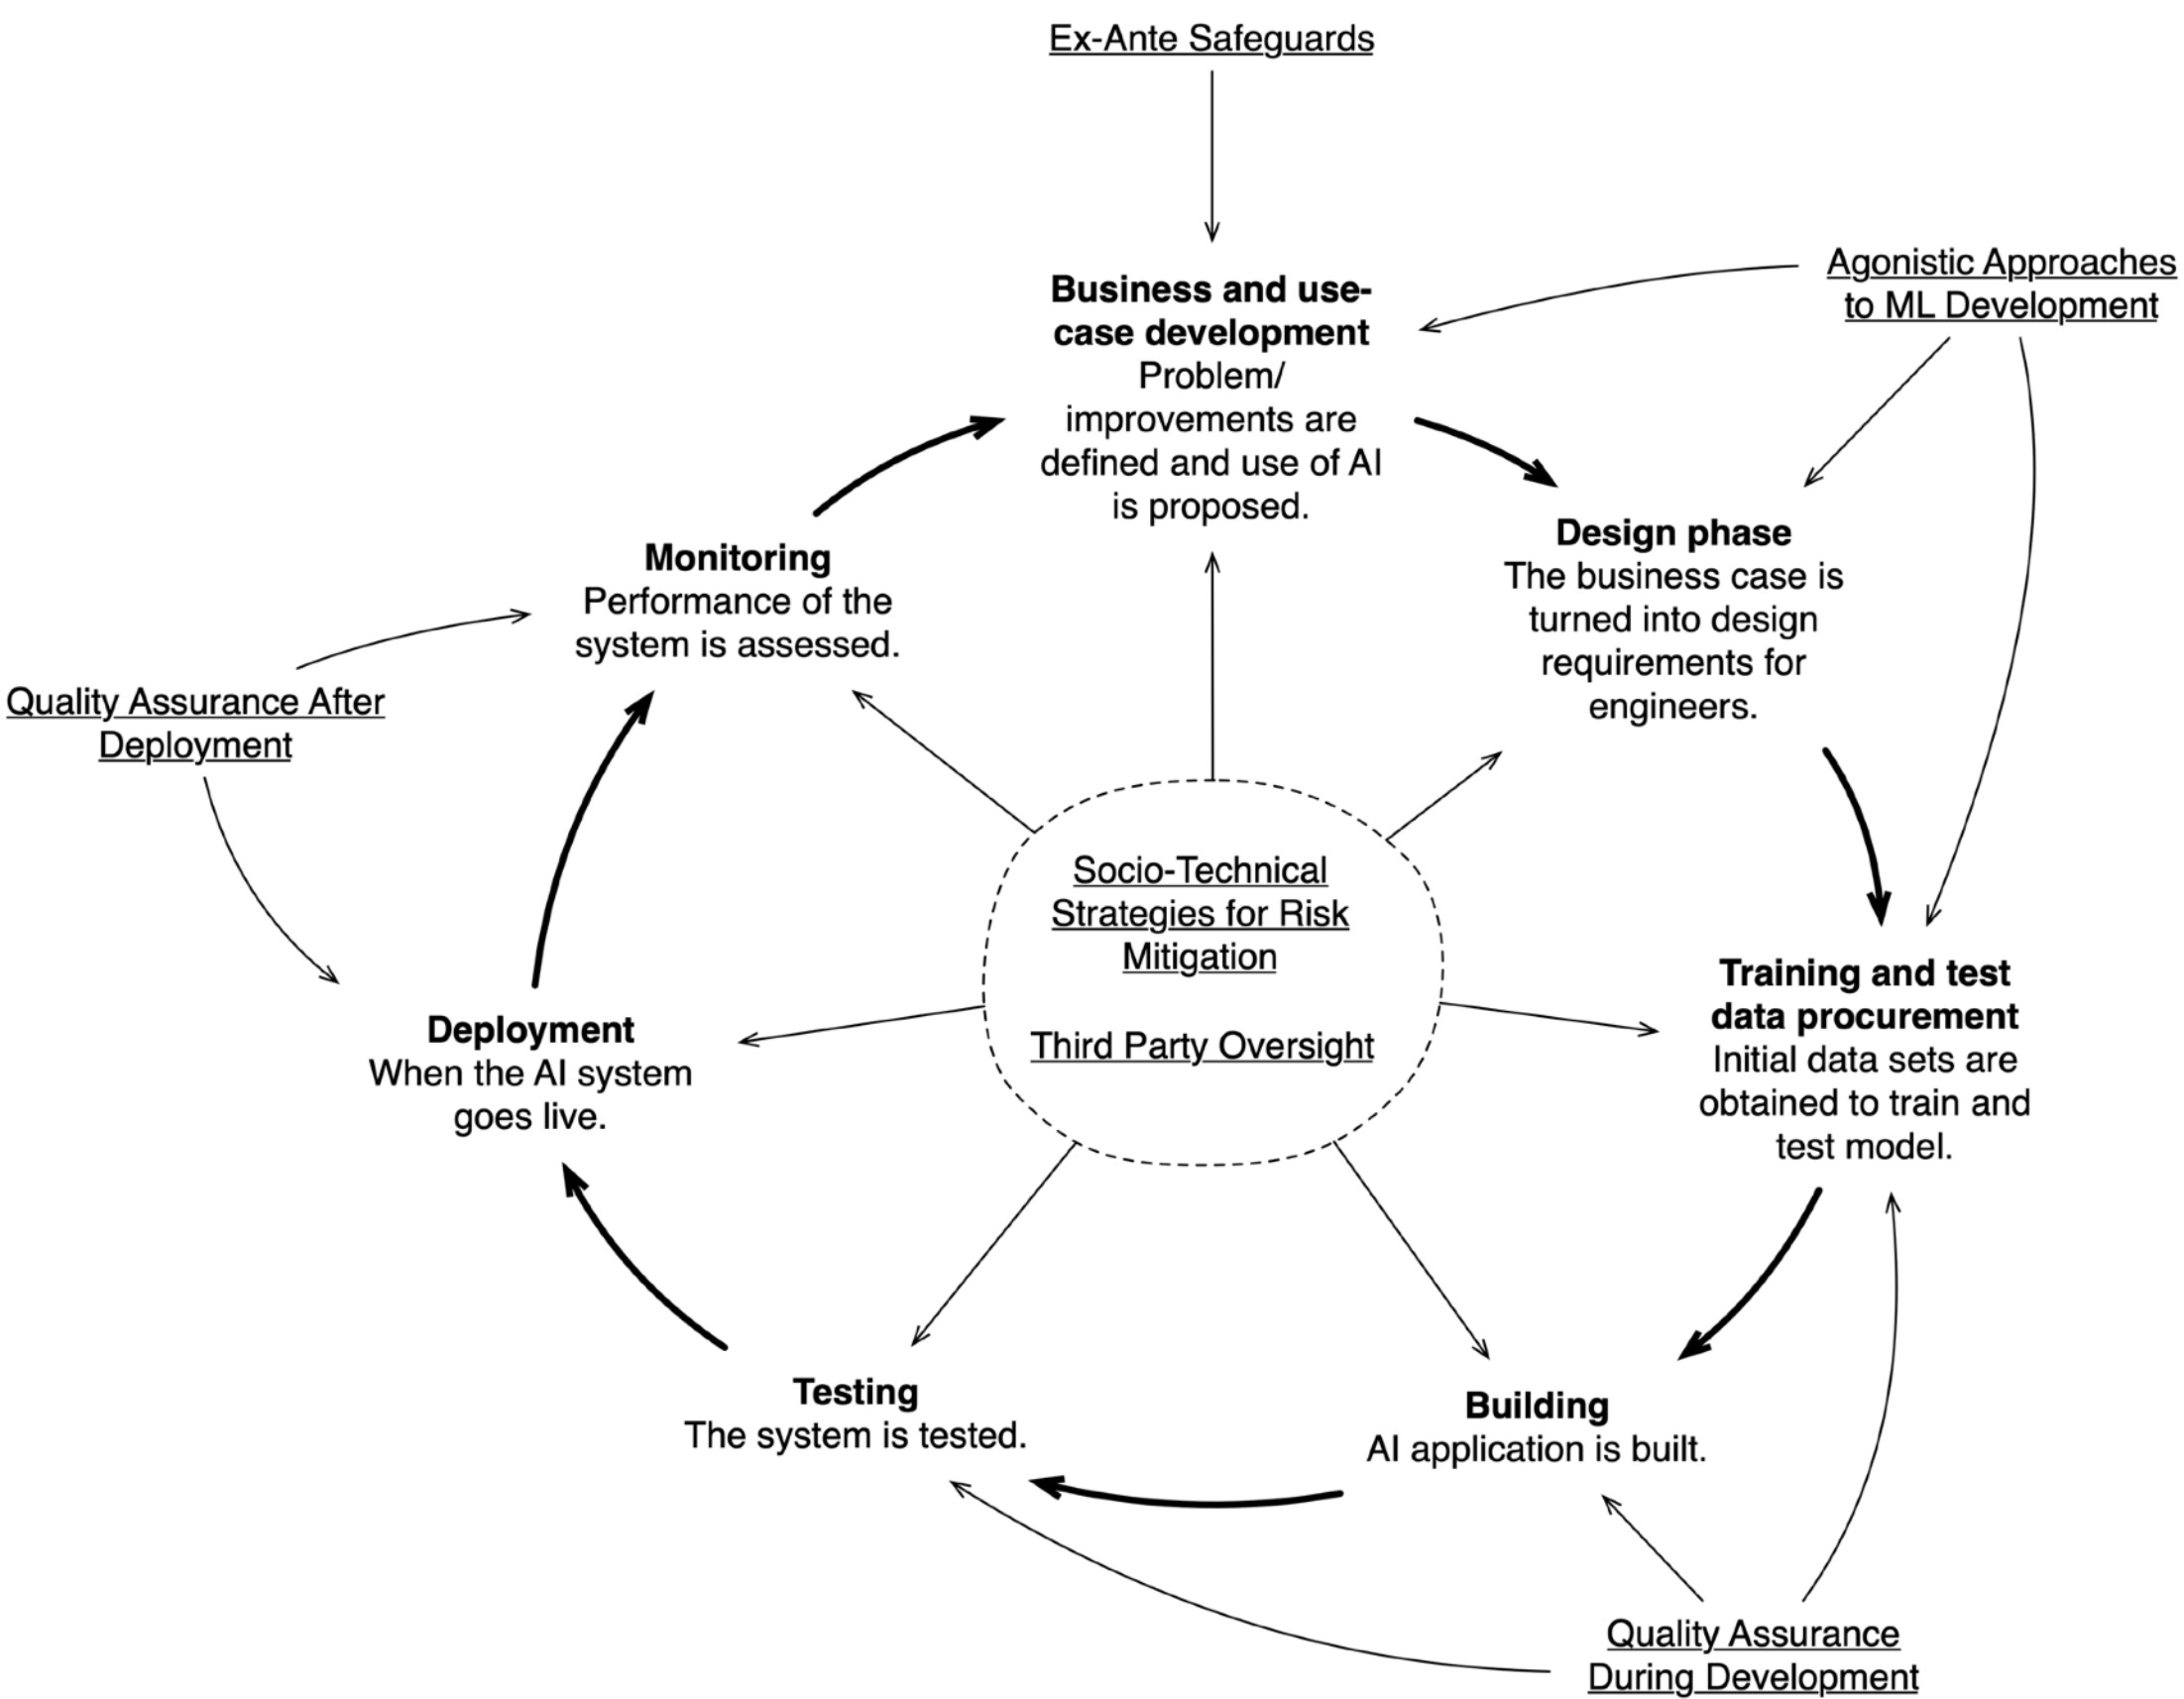 Ex-Ante Safeguards
Agonistic Approaches
to ML Development
Business and use-
case development
Problem/
improvements are
defined and use of AI
is proposed.
Design phase
The business case is
turned into design
requirements for
engineers.
Monitoring
Performance of the
system is assessed.
Quality Assurance After
Deployment
Socio-Technical
Strategies for Risk
Mitigation
Third Party Oversight
Training and test
data procurement
Initial data sets are
obtained to train and
test model.
Deployment
When the AI system
goes live.
Testing
The system is tested.
Building
AI application is built.
Quality Assurance
During Development